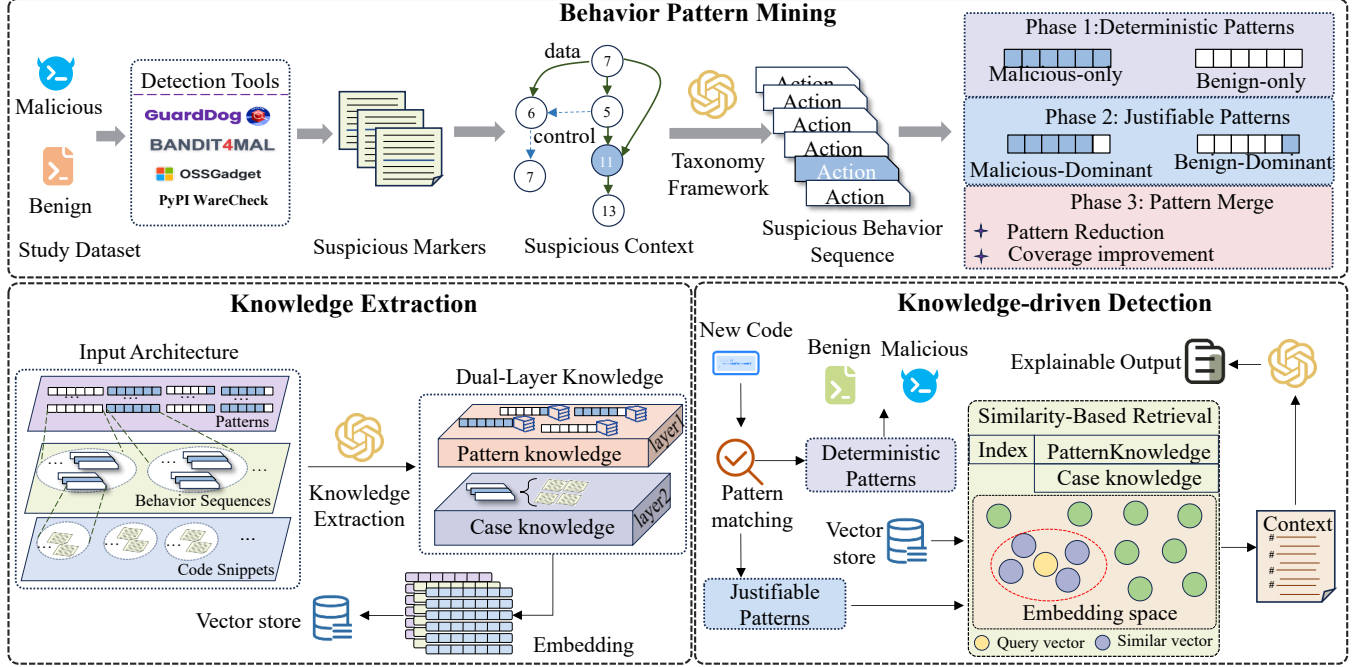 Behavior Pattern Mining
Malicious
Benign
Study Dataset
Detection Tools
GuardDog
BANDIT4MAL
OSSGadget
PyPI WareCheck
Suspicious Markers
data
7
6
5
control
11
7
13
Suspicious Context
Taxonomy
Framework
Action
Action
Action
Action
Action
Action
Suspicious Behavior
Sequence
Phase 1:Deterministic Patterns
Malicious-only
Benign-only
Phase 2: Justifiable Patterns
Malicious-Dominant
Benign-Dominant
Phase 3: Pattern Merge
Pattern Reduction
Coverage improvement
Knowledge Extraction
Input Architecture
...
...
...
...
Patterns
...
...
...
Behavior Sequences
...
...
...
...
Code Snippets
Knowledge
Extraction
Dual-Layer Knowledge
Pattern knowledge
layer1
Case knowledge
layer2
Vector store
Embedding
Knowledge-driven Detection
New Code
Benign
Malicious
Pattern
matching
Deterministic
Patterns
Vector
store
Justifiable
Patterns
Explainable Output
Similarity-Based Retrieval
Index
PatternKnowledge
Case knowledge
Embedding space
Query vector
Similar vector
Context
#
#
#
#